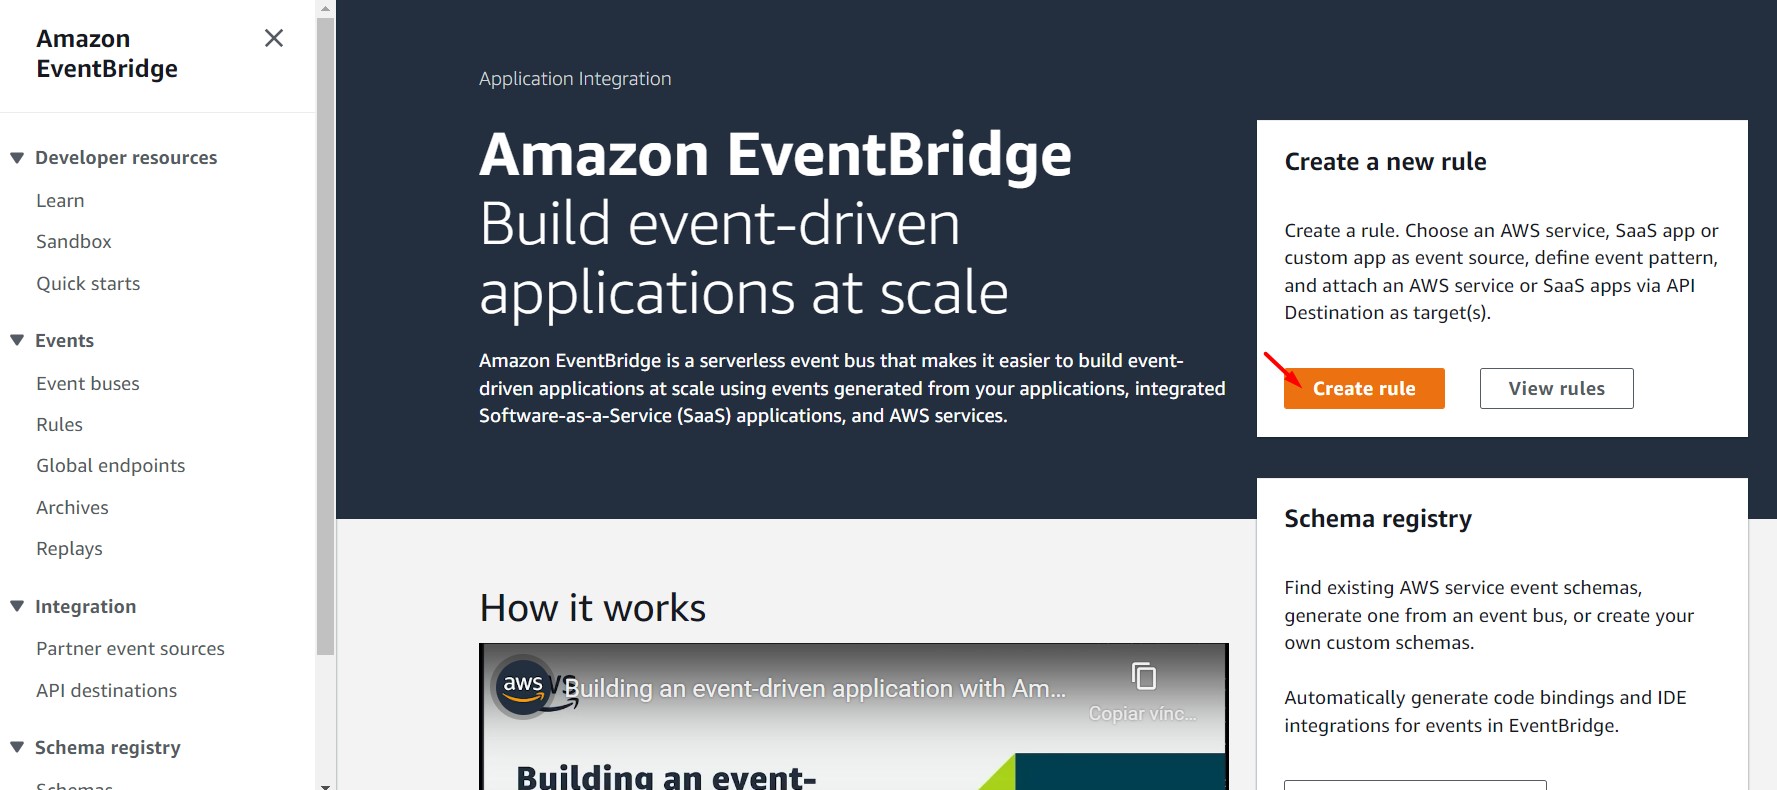 Amazon
EventBridge
Developer resources
Learn
Sandbox
Quick starts
Events
Event buses
Rules
Global endpoints
Archives
Replays
Integration
Partner event sources
API destinations
Schema registry
Schemas
Application Integration
Amazon EventBridge
Build event-driven
applications at scale
Amazon EventBridge is a serverless event bus that makes it easier to build event-
driven applications at scale using events generated from your applications, integrated
Software-as-a-Service (SaaS) applications, and AWS services.
Create a new rule
Create a rule. Choose an AWS service, SaaS app or
custom app as event source, define event pattern,
and attach an AWS service or SaaS apps via API
Destination as target(s).
Create rule
View rules
Schema registry
Find existing AWS service event schemas,
generate one from an event bus, or create your
own custom schemas.
Automatically generate code bindings and IDE
integrations for events in EventBridge.
How it works
aws
Building an event-driven application with Am...
Copiar vínc...
Building an event-